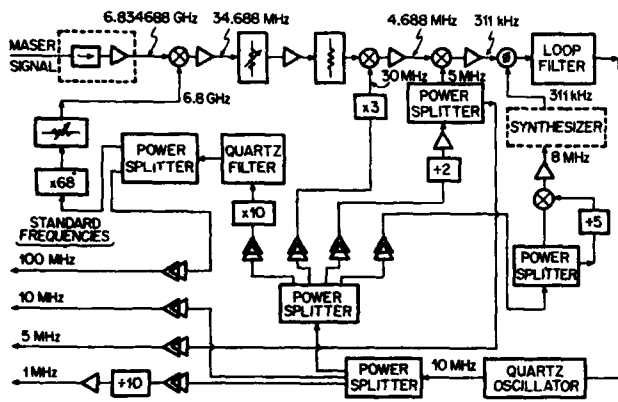 6.834688 GHz
34.688 MHz
4.688 MHz
311 kHz
MASER
SIGNAL
LOOP
FILTER
30 MHz
5 MHz
6.8 GHz
x3
POWER
SPLITTER
311 kHz
SYNTHESIZER
POWER
SPLITTER
QUARTZ
FILTER
÷2
8 MHz
x68
x10
÷5
STANDARD
FREQUENCIES
POWER
SPLITTER
100 MHz
POWER
SPLITTER
10 MHz
5 MHz
1 MHz
÷10
POWER
SPLITTER
10 MHz
QUARTZ
OSCILLATOR